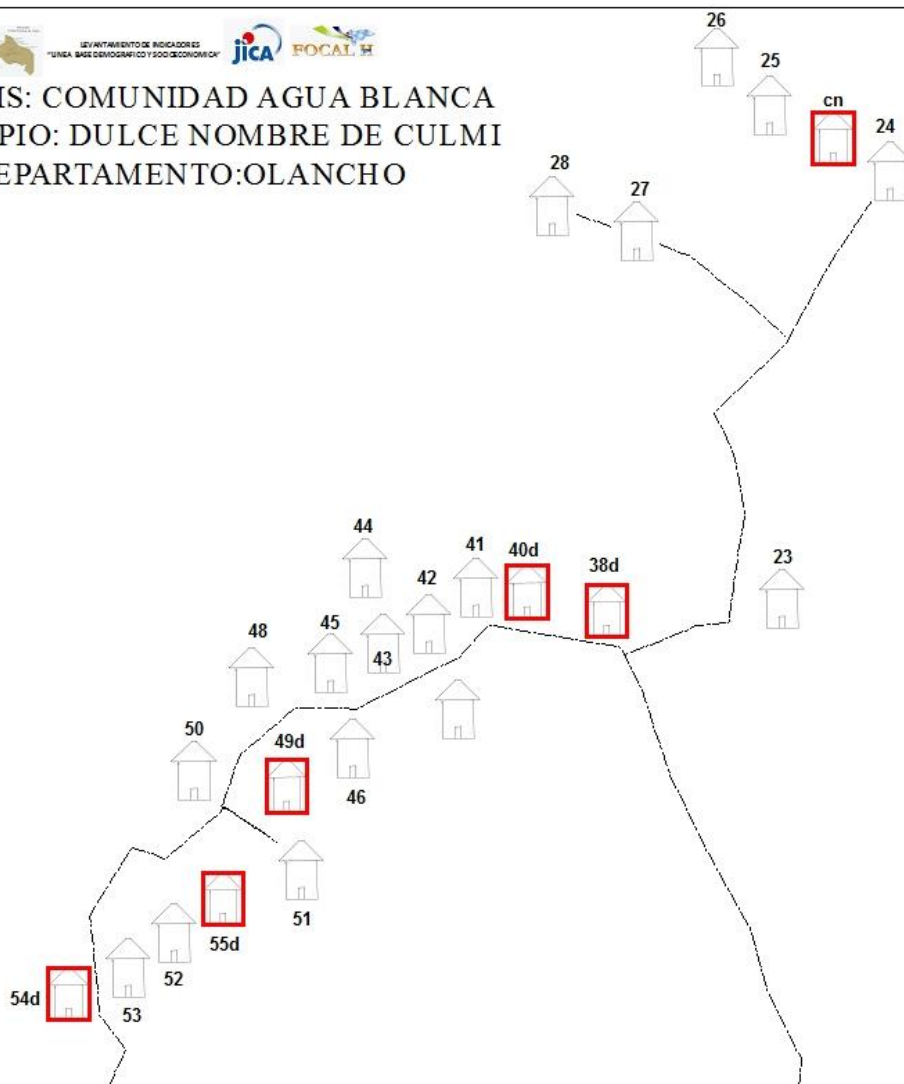 LEVANTAMIENTO DE INDICADORES
"LINEA BASE DEMOGRAFICO Y SOCIOECONOMICA"
jICA
FOCAL II
IS: COMUNIDAD AGUA BLANCA
PIO: DULCE NOMBRE DE CULMI
EPARTAMENTO:OLANCHO
26
25
cn
24
28
27
44
41
40d
38d
23
42
45
43
48
50
49d
46
51
55d
52
54d
53